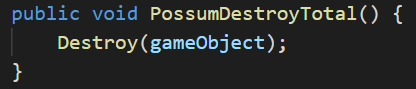 public void PossumDestroyTotal() {
    Destroy(gameObject);
}